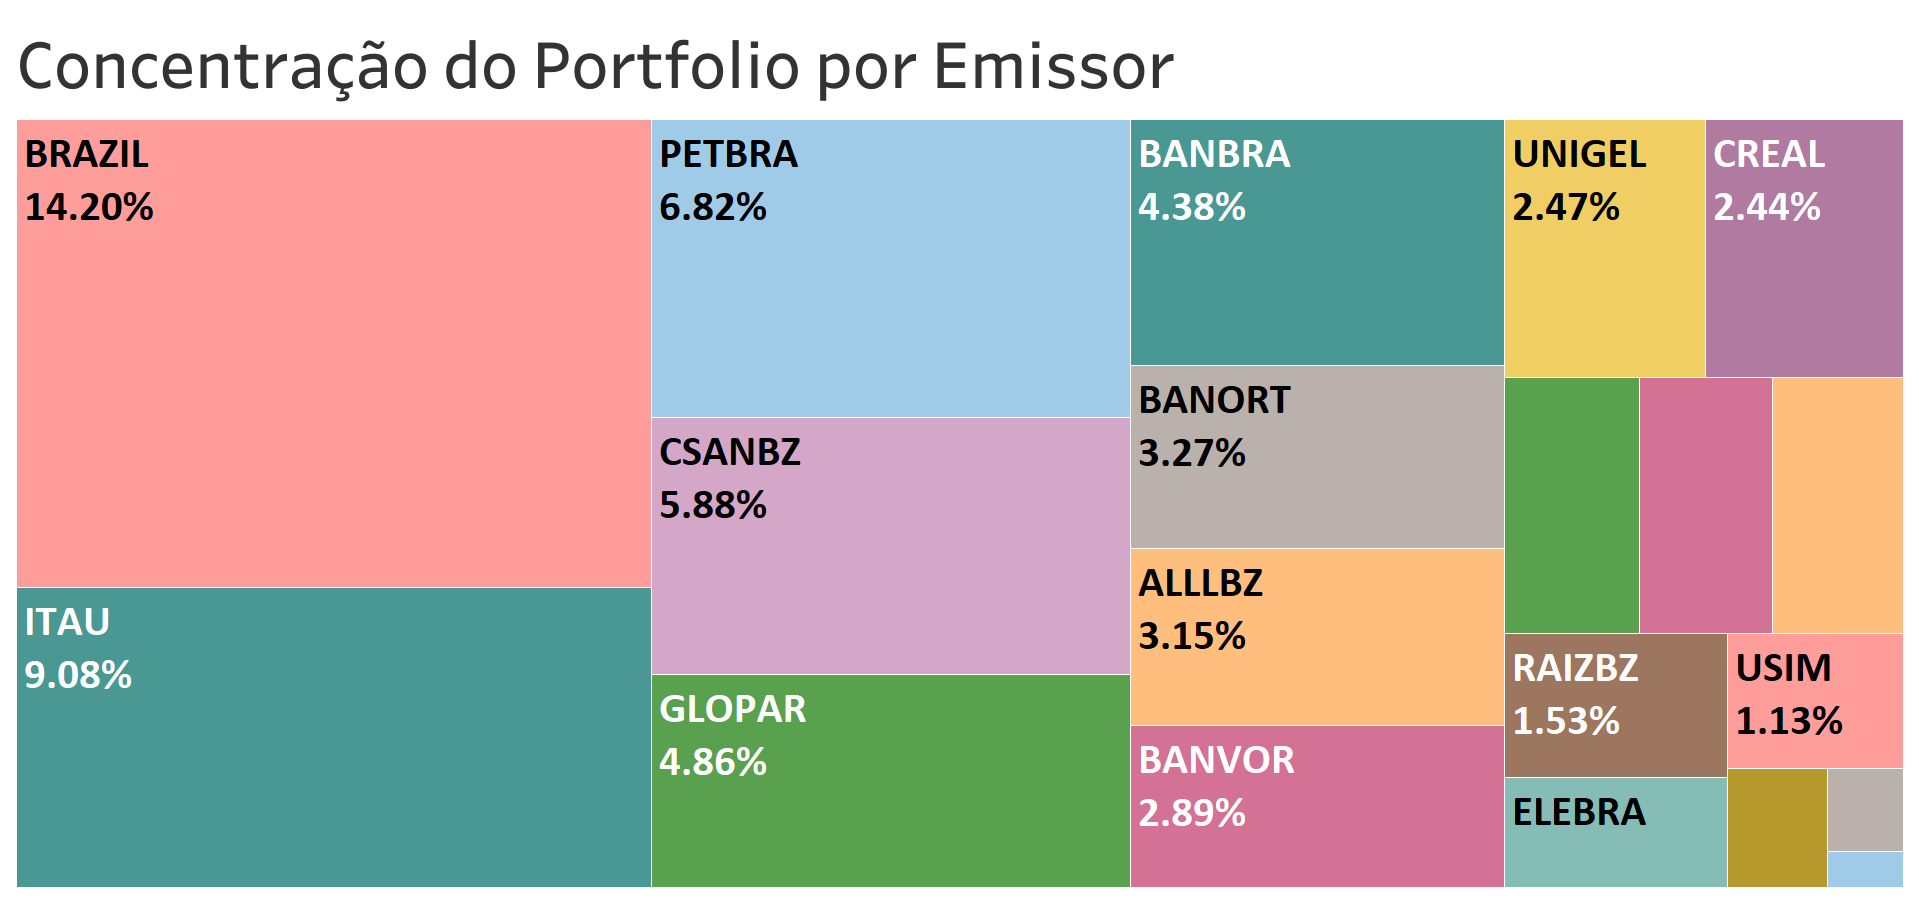 Concentração do Portfolio por Emissor
BRAZIL
14.20%
ITAU
9.08%
PETBRA
6.82%
CSANBZ
5.88%
GLOPAR
4.86%
BANBRA
4.38%
BANORT
3.27%
ALLLBZ
3.15%
BANVOR
2.89%
UNIGEL
2.47%
CREAL
2.44%
RAIZBZ
1.53%
USIM
1.13%
ELEBRA